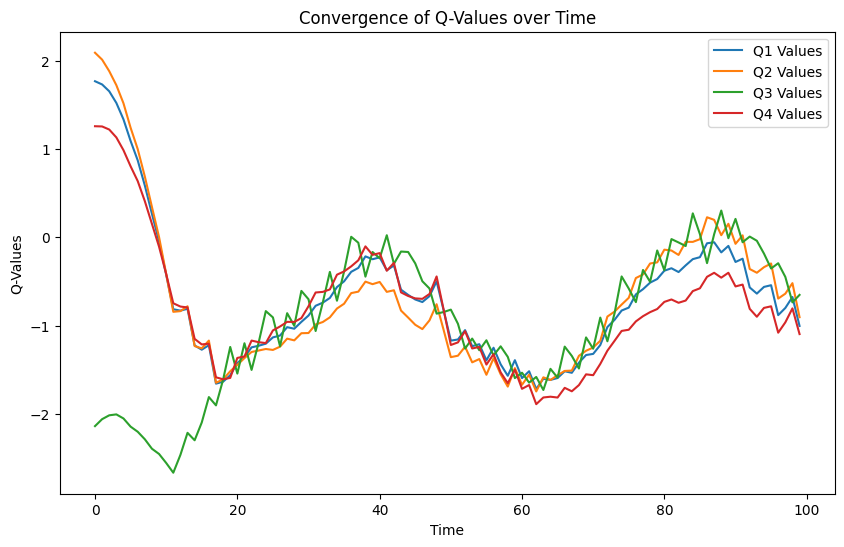 Convergence of Q-Values over Time
Q1 Values
Q2 Values
Q3 Values
Q4 Values
Q-Values
2
1
0
−1
−2
0
20
40
60
80
100
Time